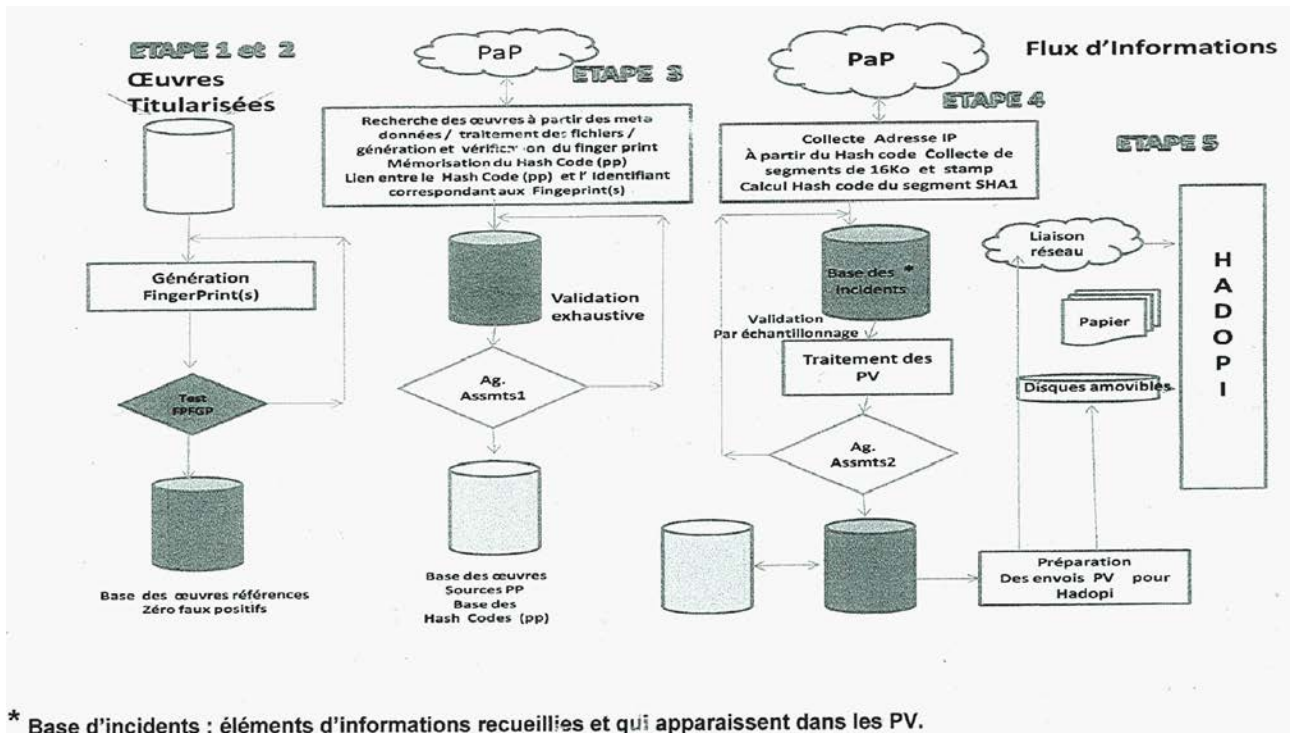 ETAPE 1 et 2
Œuvres
Titularisées
Génération
FingerPrint(s)
Test
FPFGP
Base des œuvres références
Zéro faux positifs
PaP
ETAPE 3
Recherche des œuvres à partir des meta
données / traitement des fichiers /
génération et vérification du finger print
Mémorisation du Hash Code (pp)
Lien entre le Hash Code (pp) et l' Identifiant
correspondant aux Fingeprint(s)
Validation
exhaustive
Ag.
Assmts1
Base des œuvres
Sources PP
Base des
Hash Codes (pp)
PaP
ETAPE 4
Collecte Adresse IP
À partir du Hash code Collecte de
segments de 16Ko et stamp
Calcul Hash code du segment SHA1
Base des *
incidents
Validation
Par échantillonnage
Traitement des
PV
Ag.
Assmts2
Flux d'Informations
ETAPE 5
Liaison
réseau
Papier
Disques amovibles
HADOPI
Préparation
Des envois PV pour
Hadopi
* Base d'incidents : éléments d'informations recueillies et qui apparaissent dans les PV.